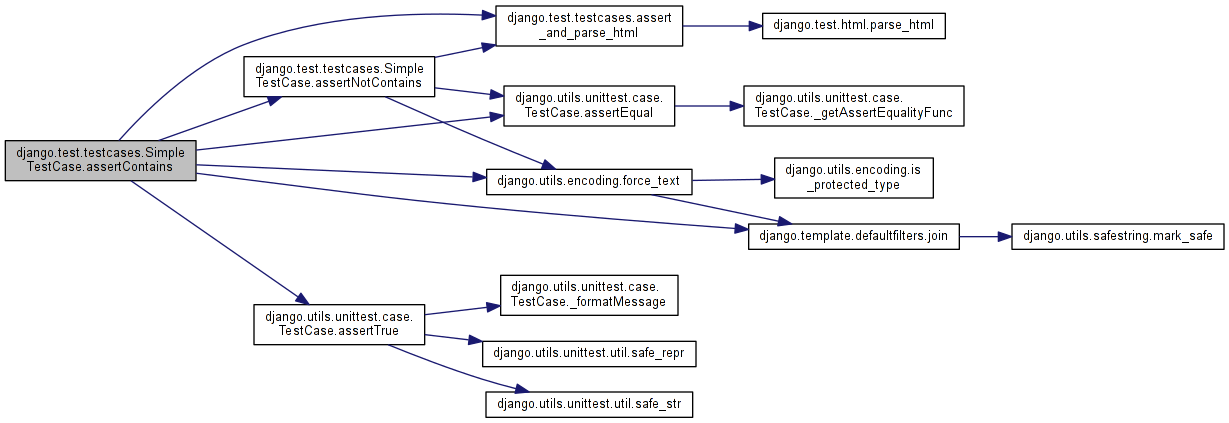 django.test.testcases.assert
_and_parse_html
django.test.html.parse_html
django.test.testcases.Simple
TestCase.assertNotContains
django.utils.unittest.case.
TestCase.assertEqual
django.utils.unittest.case.
TestCase._getAssertEqualityFunc
django.test.testcases.Simple
TestCase.assertContains
django.utils.encoding.force_text
django.utils.encoding.is
_protected_type
django.template.defaultfilters.join
django.utils.safestring.mark_safe
django.utils.unittest.case.
TestCase._formatMessage
django.utils.unittest.case.
TestCase.assertTrue
django.utils.unittest.util.safe_repr
django.utils.unittest.util.safe_str